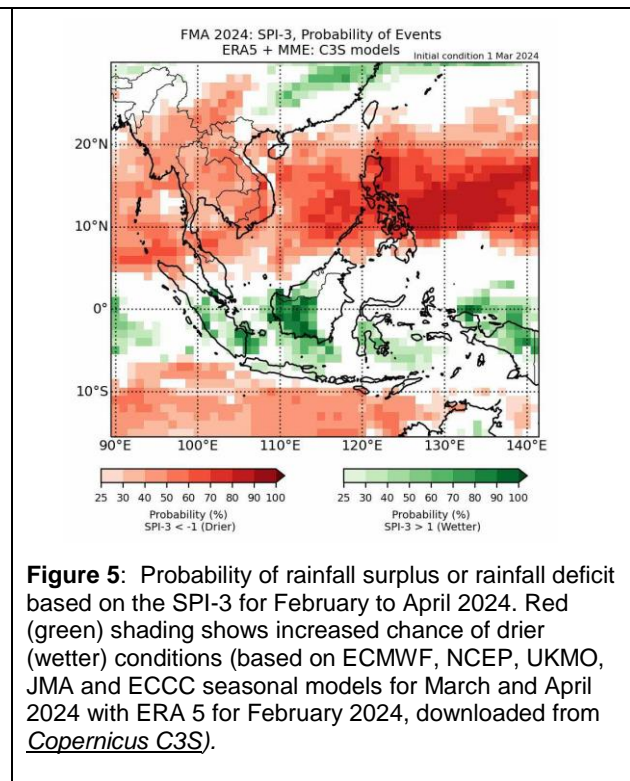 FMA 2024: SPI-3, Probability of Events
ERA5 + MME: C3S models
Initial condition 1 Mar 2024
20°N
10°N
0°
10°S
90°E
100°E
110°E
120°E
130°E
140°E
25 30 40 50 60 70 80 90 100
Probability (%)
SPI-3 < -1 (Drier)
25 30 40 50 60 70 80 90 100
Probability (%)
SPI-3 > 1 (Wetter)
Figure 5: Probability of rainfall surplus or rainfall deficit
based on the SPI-3 for February to April 2024. Red
(green) shading shows increased chance of drier
(wetter) conditions (based on ECMWF, NCEP, UKMO,
JMA and ECCC seasonal models for March and April
2024 with ERA 5 for February 2024, downloaded from
Copernicus C3S).